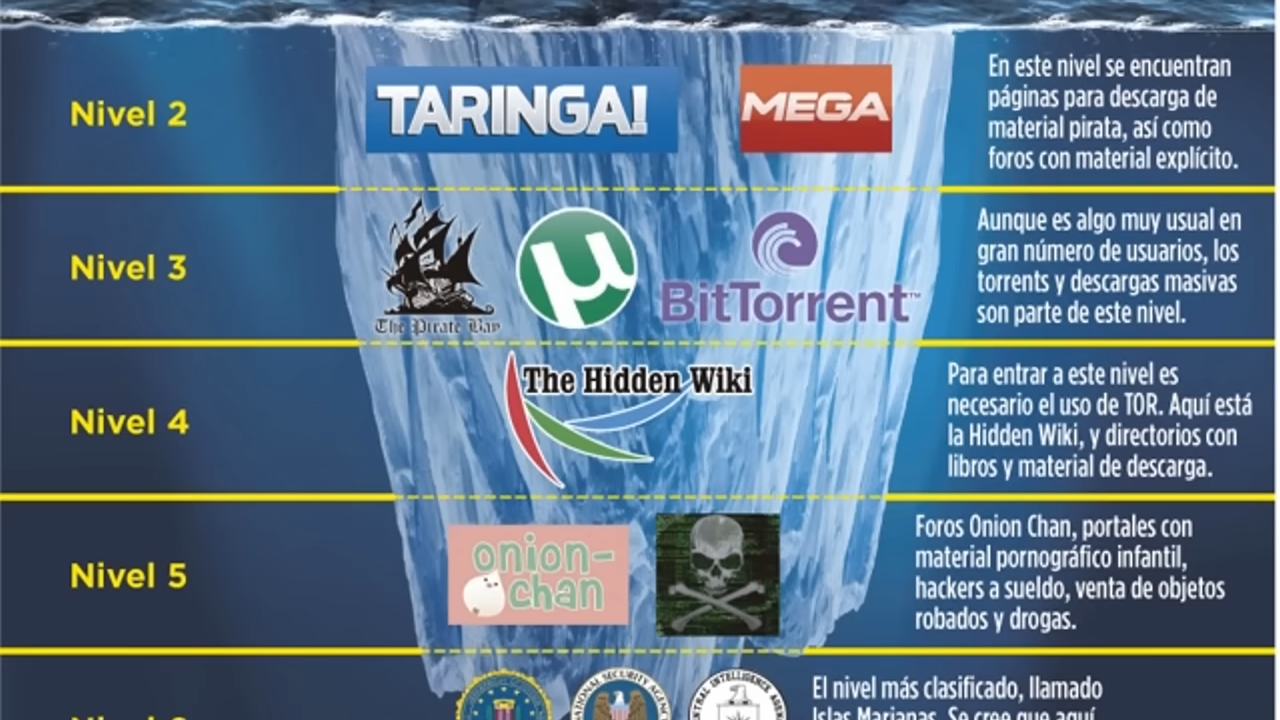 Nivel 2
TARINGA!
MEGA
En este nivel se encuentran
páginas para descarga de
material pirata, así como
foros con material explícito.
Nivel 3
The Pirate Bay
µ
BitTorrent™
Aunque es algo muy usual en
gran número de usuarios, los
torrents y descargas masivas
son parte de este nivel.
Nivel 4
The Hidden Wiki
Para entrar a este nivel es
necesario el uso de TOR. Aquí está
la Hidden Wiki, y directorios con
libros y material de descarga.
Nivel 5
onion-
chan
Foros Onion Chan, portales con
material pornográfico infantil,
hackers a sueldo, venta de objetos
robados y drogas.
El nivel más clasificado, llamado
Islas Marianas. Se cree que aquí